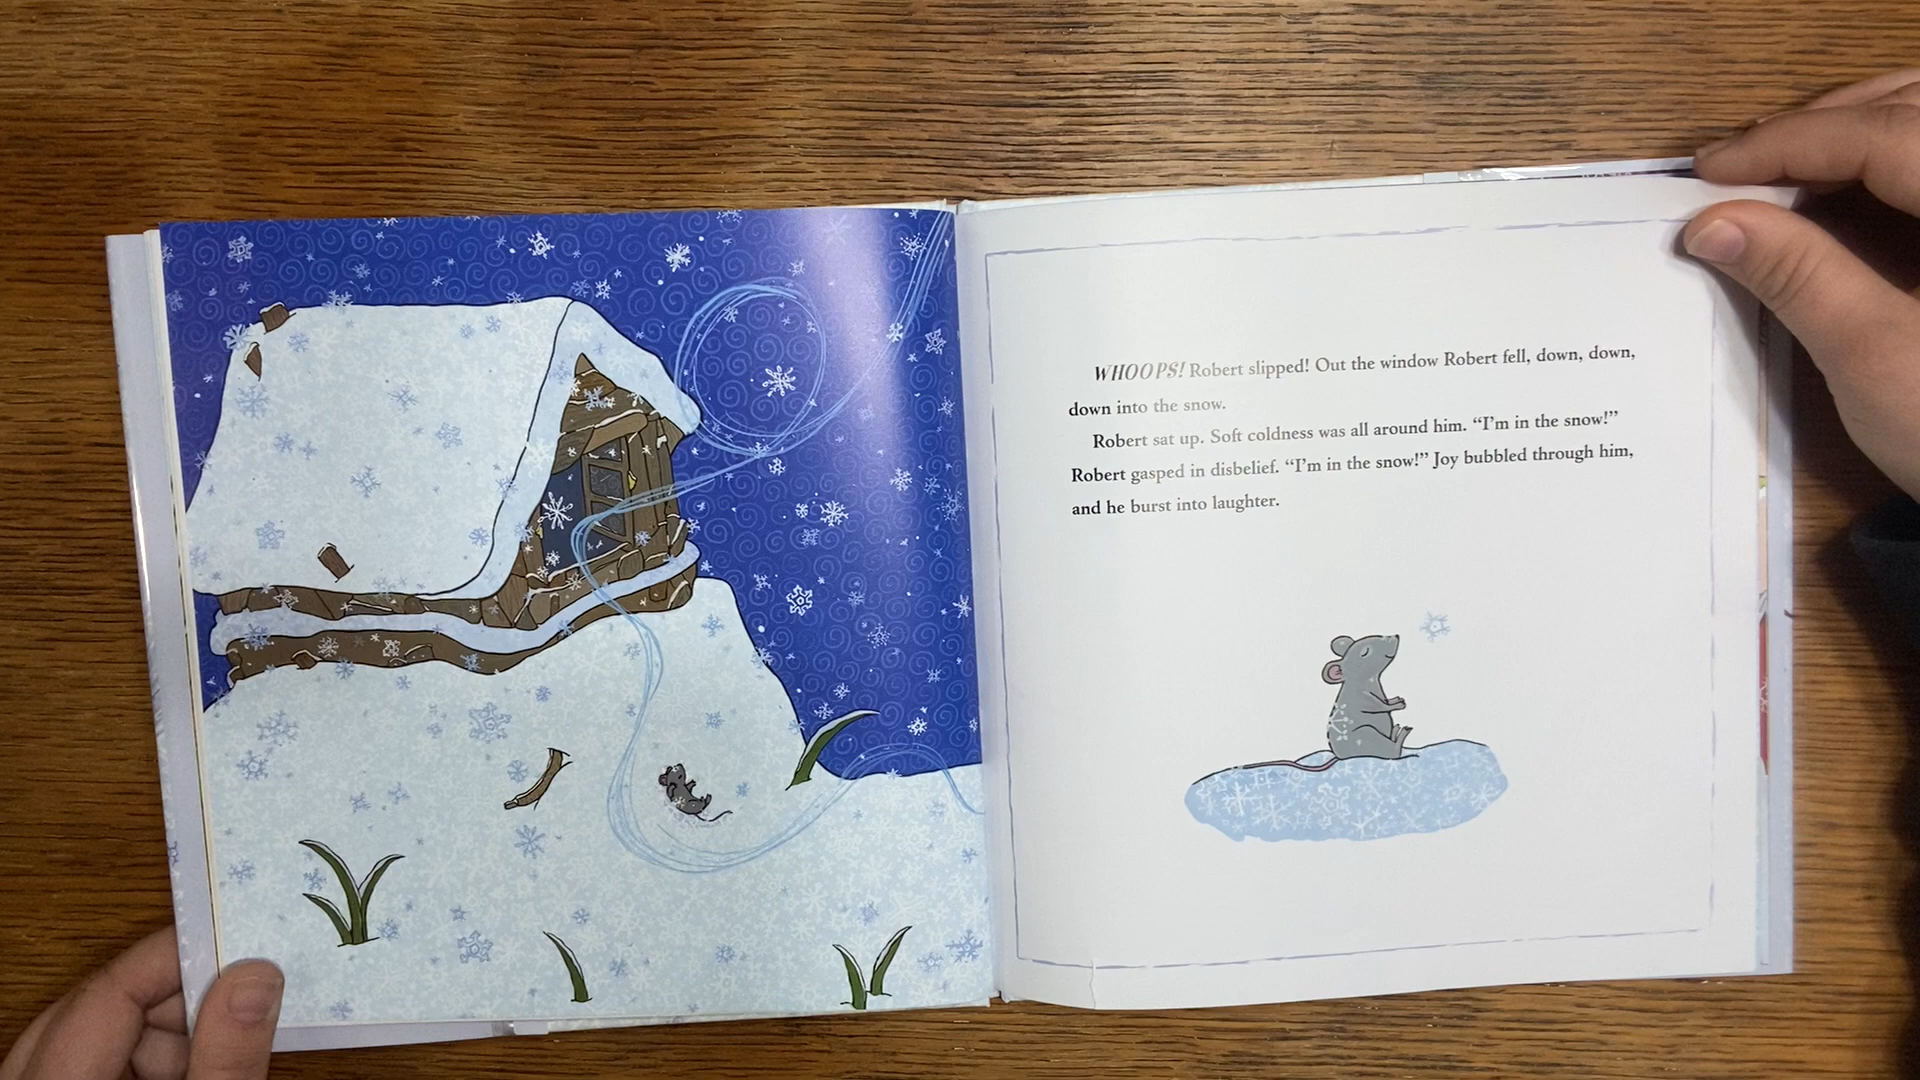 WHOOPS! Robert slipped! Out the window Robert fell, down, down,
down into the snow.
Robert sat up. Soft coldness was all around him. “I’m in the snow!”
Robert gasped in disbelief. “I’m in the snow!” Joy bubbled through him,
and he burst into laughter.